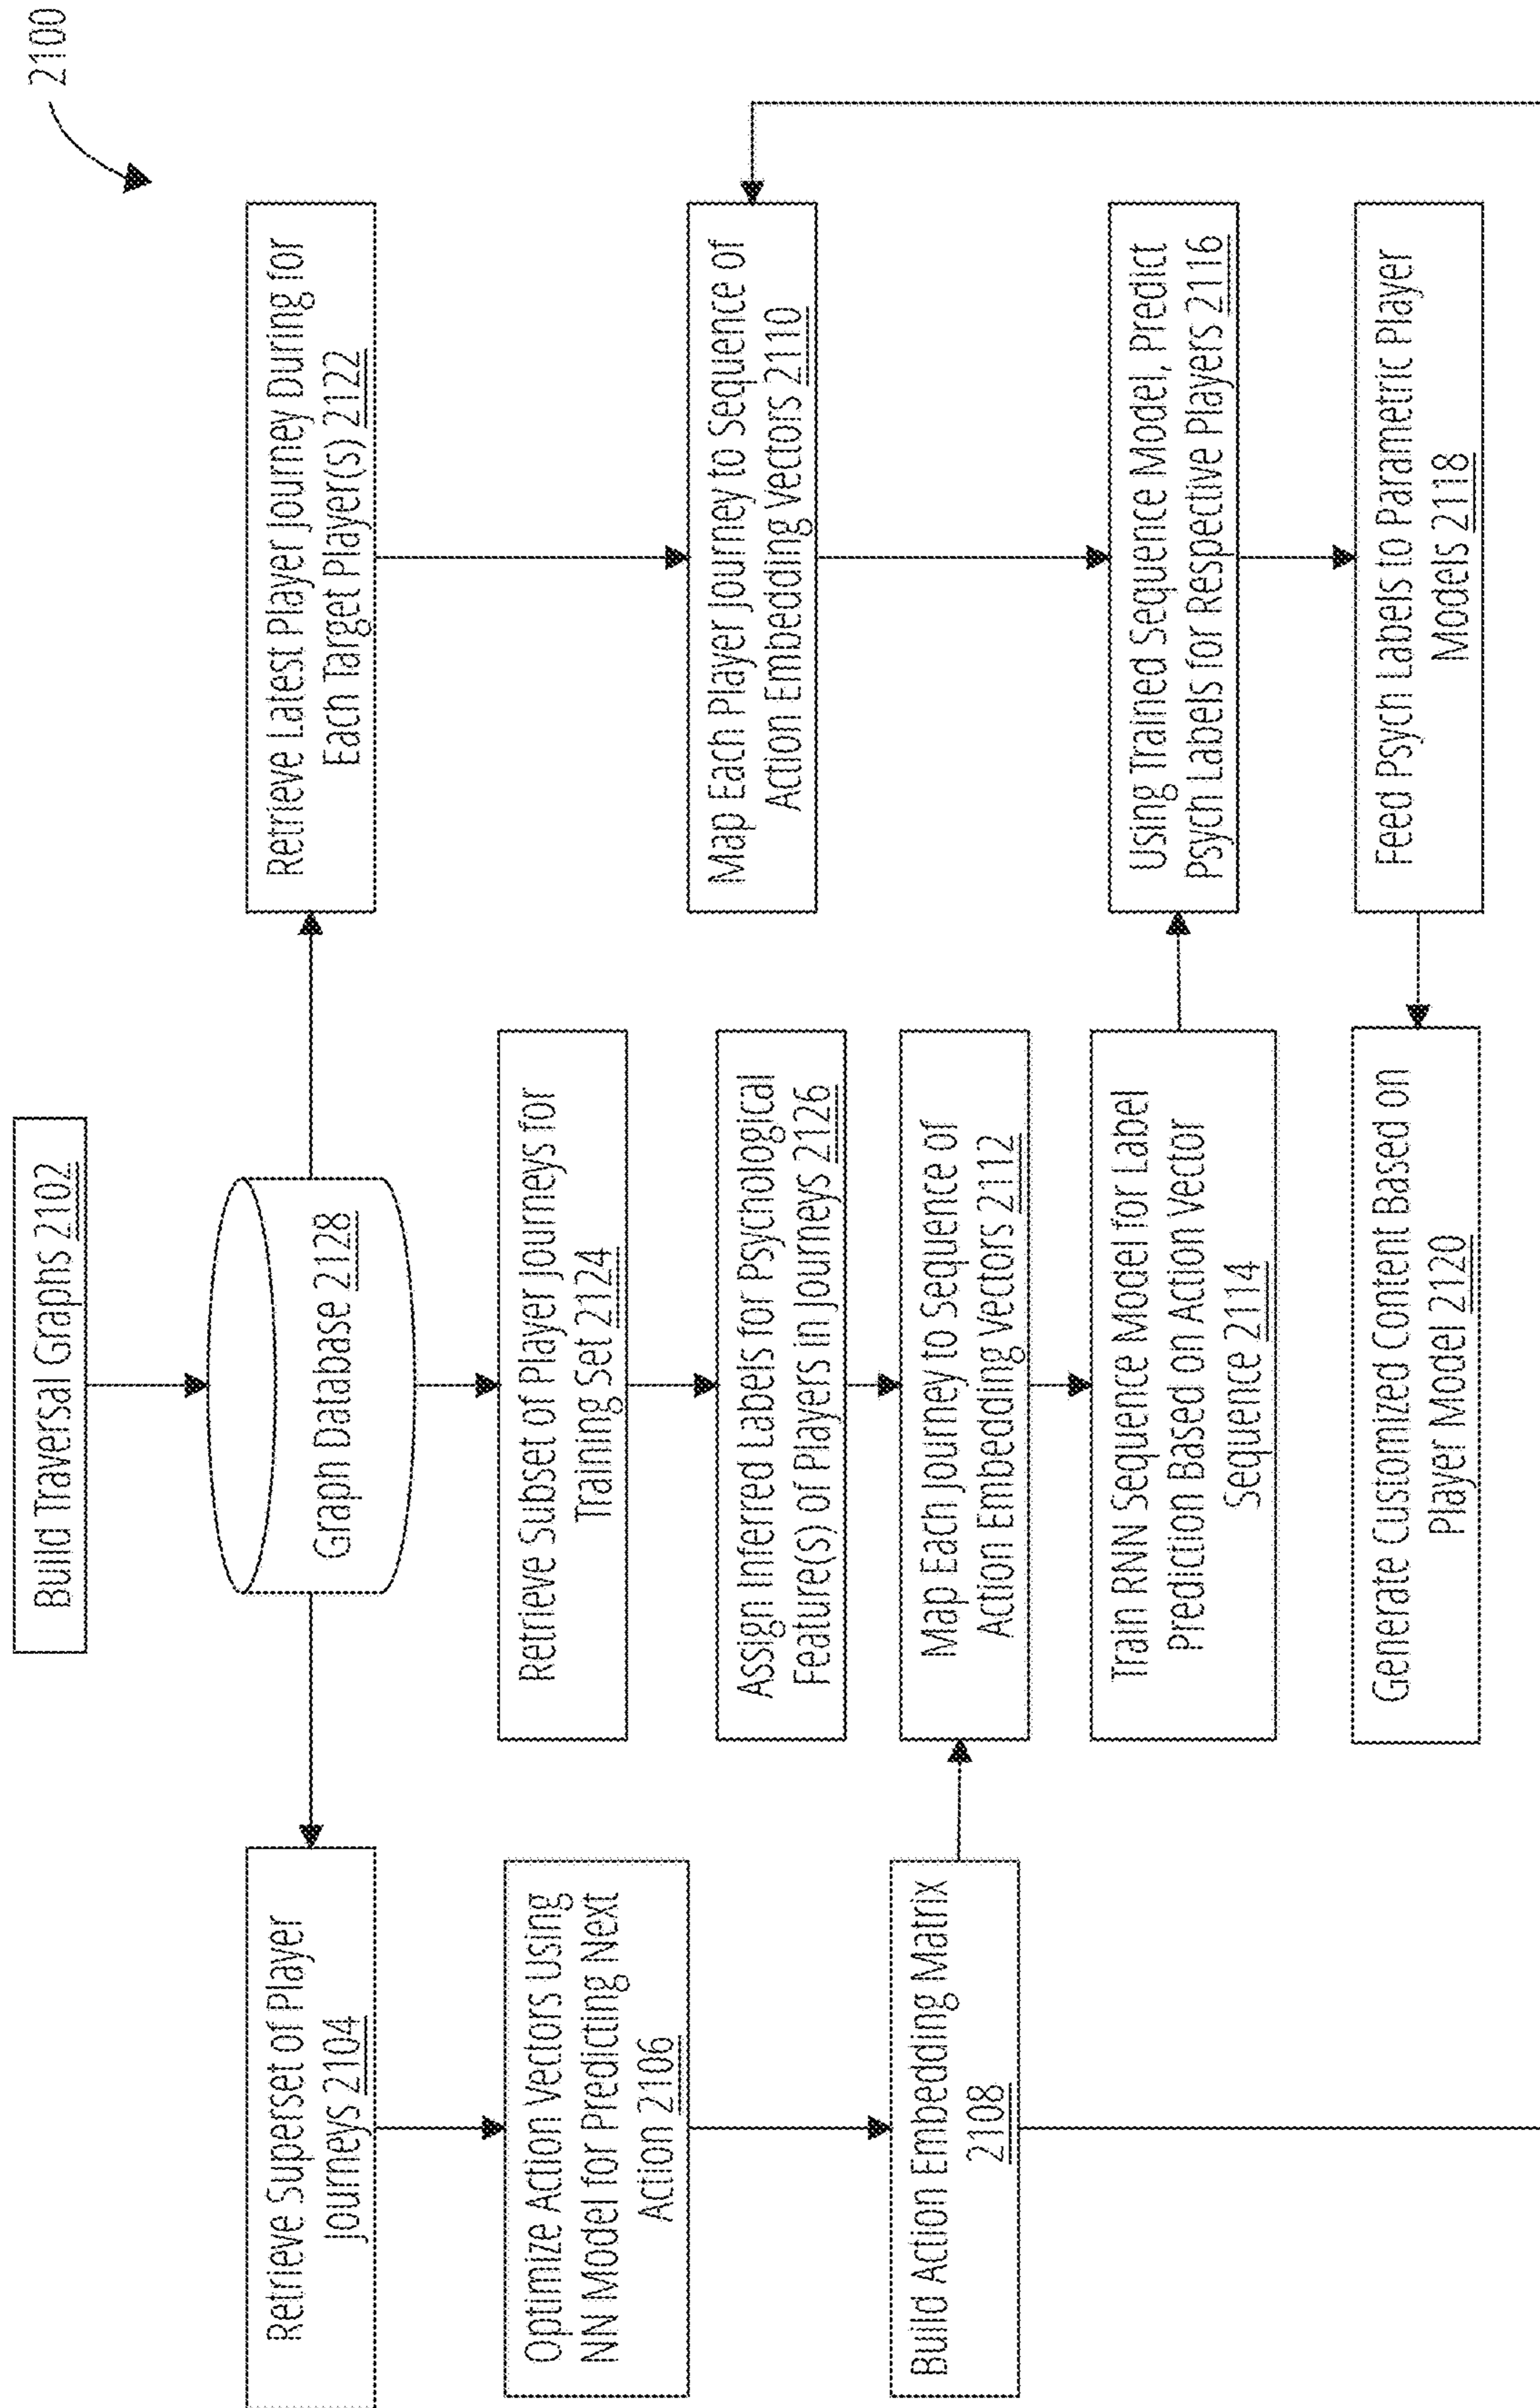 2100
Build Traversal Graphs 2102
Graph Database 2128
Retrieve Superset of Player
Journeys 2104
Optimize Action Vectors Using
NN Model for Predicting Next
Action 2106
Build Action Embedding Matrix
2108
Retrieve Subset of Player Journeys for
Training Set 2124
Assign Inferred Labels for Psychological
Feature(S) of Players in Journeys 2126
Map Each Journey to Sequence of
Action Embedding Vectors 2112
Train RNN Sequence Model for Label
Prediction Based on Action Vector
Sequence 2114
Retrieve Latest Player Journey During for
Each Target Player(S) 2122
Map Each Player Journey to Sequence of
Action Embedding Vectors 2110
Using Trained Sequence Model, Predict
Psych Labels for Respective Players 2116
Feed Psych Labels to Parametric Player
Models 2118
Generate Customized Content Based on
Player Model 2120